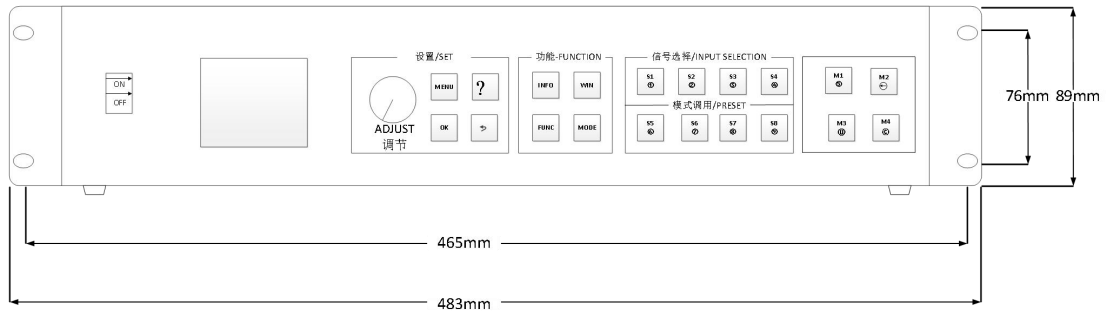 ON
OFF
设置/SET
MENU
?
ADJUST
调节
OK
功能-FUNCTION
INFO
WIN
FUNC
MODE
信号选择/INPUT SELECTION
S1
S2
S3
S4
模式调用/PRESET
S5
S6
S7
S8
M1
M2
M3
M4
76mm
89mm
465mm
483mm